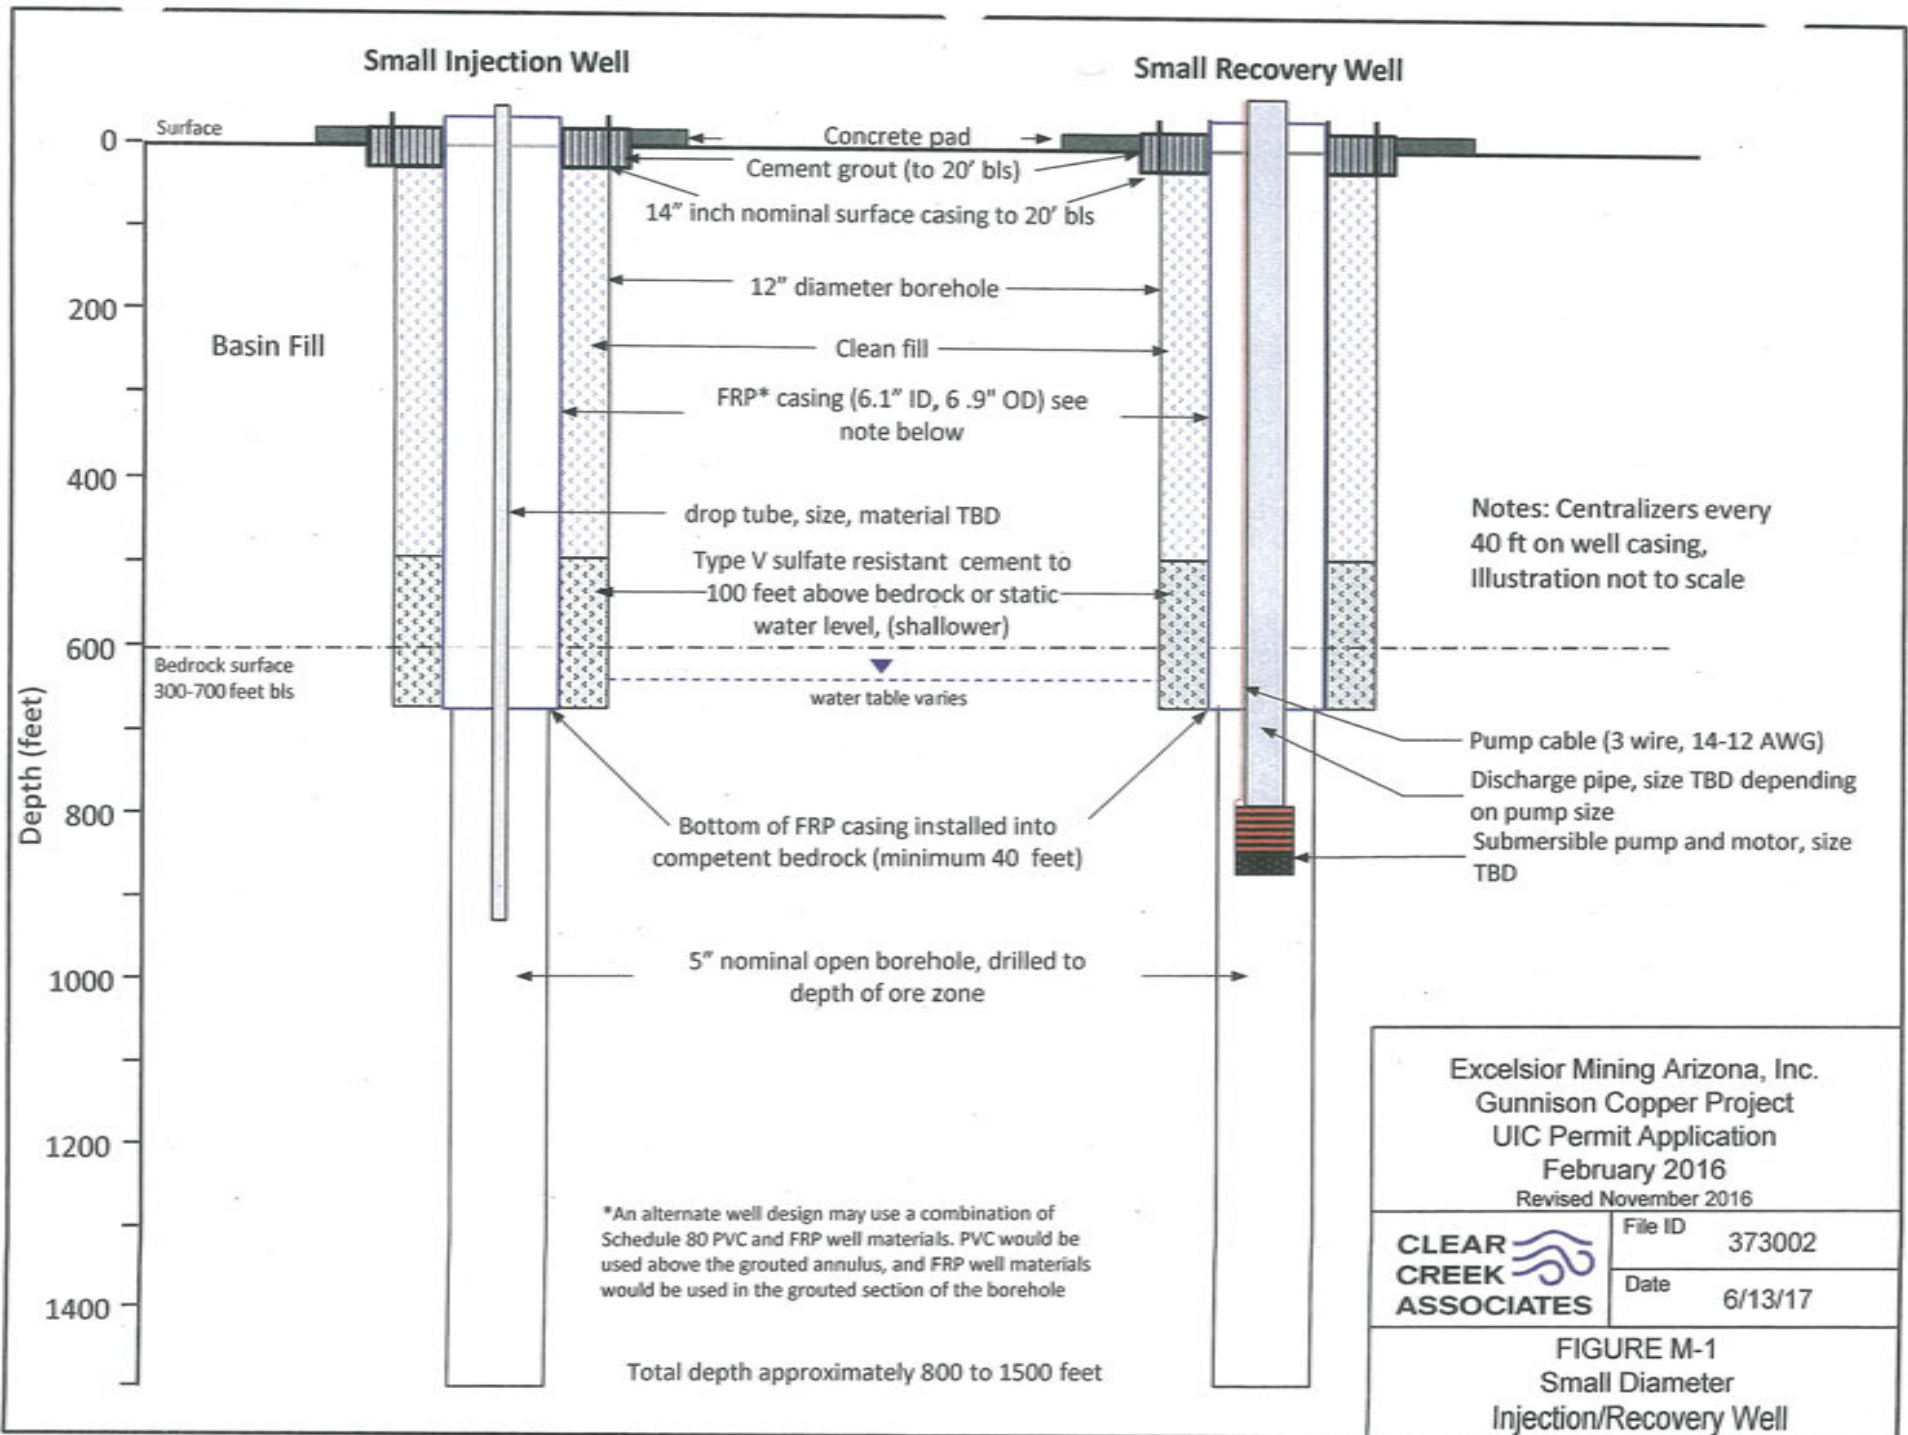 Small Injection Well
Small Recovery Well
Surface
0
200
400
600
800
1000
1200
1400
Depth (feet)
Basin Fill
Bedrock surface
300-700 feet bls
Concrete pad
Cement grout (to 20' bls)
14" inch nominal surface casing to 20' bls
12" diameter borehole
Clean fill
FRP* casing (6.1" ID, 6 .9" OD) see
note below
drop tube, size, material TBD
Type V sulfate resistant cement to
100 feet above bedrock or static
water level, (shallower)
water table varies
Bottom of FRP casing installed into
competent bedrock (minimum 40 feet)
5" nominal open borehole, drilled to
depth of ore zone
*An alternate well design may use a combination of
Schedule 80 PVC and FRP well materials. PVC would be
used above the grouted annulus, and FRP well materials
would be used in the grouted section of the borehole
Total depth approximately 800 to 1500 feet
Notes: Centralizers every
40 ft on well casing,
Illustration not to scale
Pump cable (3 wire, 14-12 AWG)
Discharge pipe, size TBD depending
on pump size
Submersible pump and motor, size
TBD
Excelsior Mining Arizona, Inc.
Gunnison Copper Project
UIC Permit Application
February 2016
Revised November 2016
CLEAR
CREEK
ASSOCIATES
File ID
373002
Date
6/13/17
FIGURE M-1
Small Diameter
Injection/Recovery Well